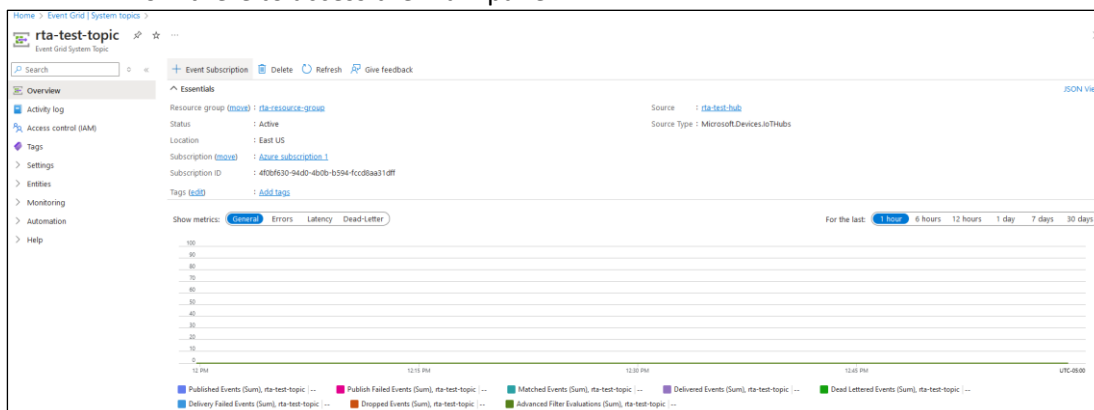 Home > Event Grid | System topics >
rta-test-topic
Event Grid System Topic
Search
+ Event Subscription Delete Refresh Give feedback
Overview
Activity log
Access control (IAM)
Tags
Settings
Entities
Monitoring
Automation
Help
Essentials
JSON Vie
Resource group (move) : rta-resource-group
Status : Active
Location : East US
Subscription (move) : Azure subscription 1
Subscription ID : 4f0bf630-94d0-4b0b-b594-fccd8aa31dff
Tags (edit) : Add tags
Source : rta-test-hub
Source Type : Microsoft.Devices.IoTHubs
Show metrics: General Errors Latency Dead-Letter
For the last: 1 hour 6 hours 12 hours 1 day 7 days 30 days
100
90
80
70
60
50
40
30
20
10
0
12 PM 12:15 PM 12:30 PM 12:45 PM UTC-05:00
Published Events (Sum), rta-test-topic | -- Publish Failed Events (Sum), rta-test-topic | -- Matched Events (Sum), rta-test-topic | -- Delivered Events (Sum), rta-test-topic | -- Dead Lettered Events (Sum), rta-test-topic | --
Delivery Failed Events (Sum), rta-test-topic | -- Dropped Events (Sum), rta-test-topic | -- Advanced Filter Evaluations (Sum), rta-test-topic | --